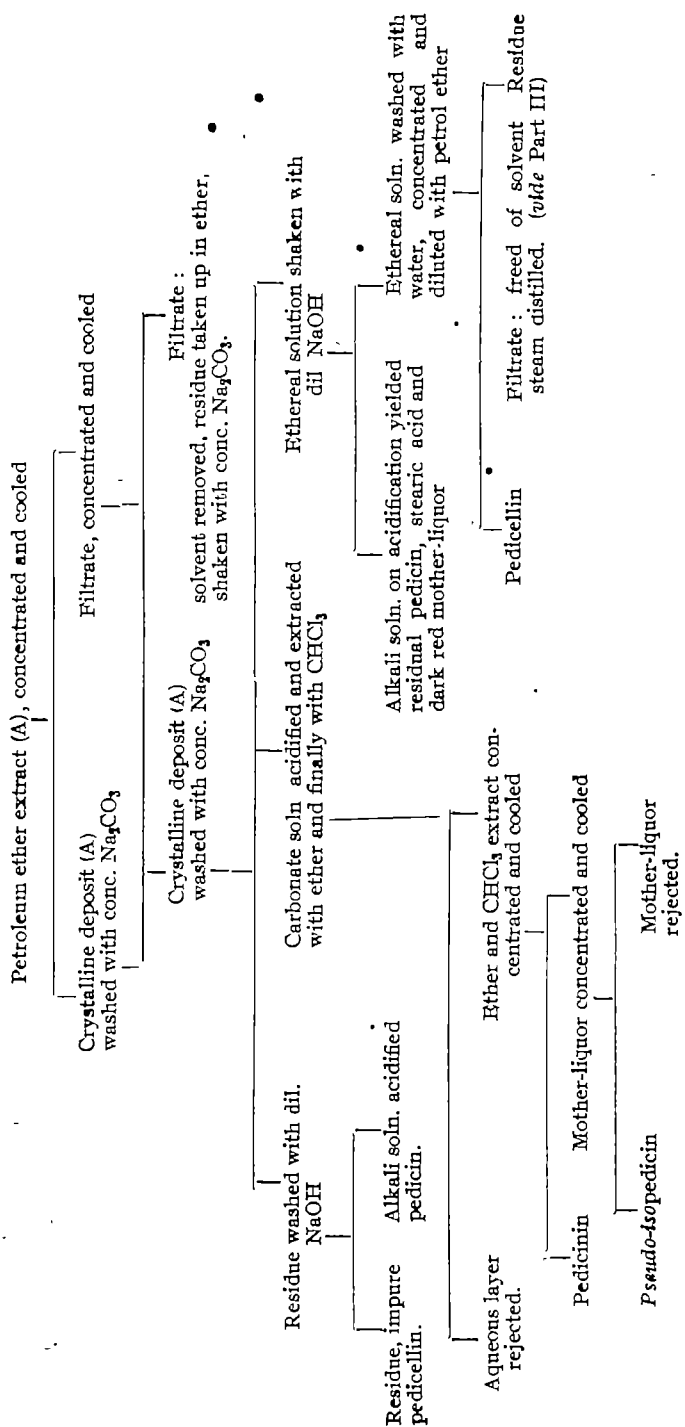 Petroleum ether extract (A), concentrated and cooled
Crystalline deposit (A)
washed with conc. Na₂CO₃
Filtrate, concentrated and cooled
Crystalline deposit (A)
washed with conc. Na₂CO₃
Filtrate :
solvent removed, residue taken up in ether,
shaken with conc. Na₂CO₃.
Residue washed with dil.
NaOH
Carbonate soln acidified and extracted
with ether and finally with CHCl₃
Ethereal solution shaken with
dil NaOH
Residue, impure
pedicellin.
Alkali soln. acidified
pedicin.
Alkali soln. on acidification yielded
residual pedicin, stearic acid and
dark red mother-liquor
Ethereal soln. washed with
water, concentrated and
diluted with petrol ether
Aqueous layer
rejected.
Ether and CHCl₃ extract con-
centrated and cooled
Pedicellin
Filtrate : freed of solvent
steam distilled.
Residue
(vide Part III)
Pedicinin
Mother-liquor concentrated and cooled
Pseudo-isopedicin
Mother-liquor
rejected.